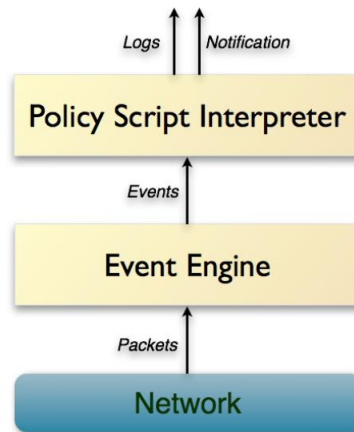 Logs Notification
Policy Script Interpreter
Events
Event Engine
Packets
Network